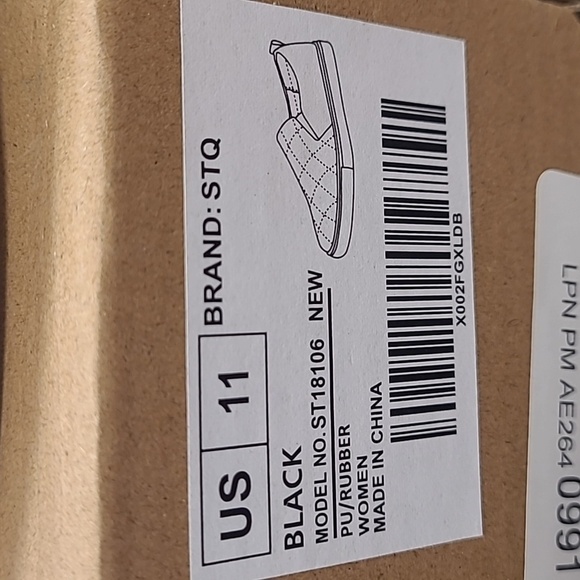 US 11 BRAND: STQ
BLACK
MODEL NO. ST18106 NEW
PU/RUBBER
WOMEN
MADE IN CHINA
X002FGXLDB
LPN PM AE264 0991